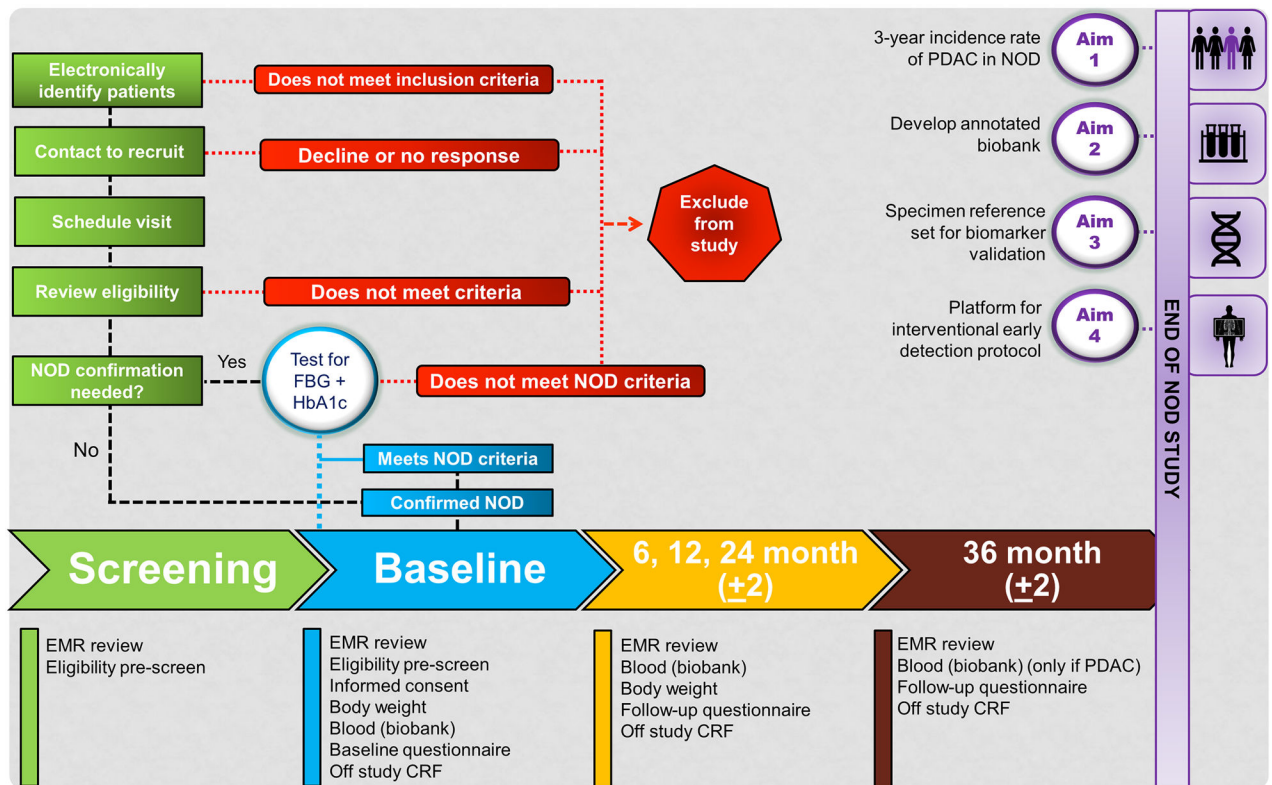 Electronically
identify patients
Does not meet inclusion criteria
Contact to recruit
Decline or no response
Schedule visit
Exclude
from
study
Review eligibility
Does not meet criteria
NOD confirmation
needed?
Yes
Test for
FBG +
HbA1c
Does not meet NOD criteria
No
Meets NOD criteria
Confirmed NOD
3-year incidence rate
of PDAC in NOD
Aim
1
Develop annotated
biobank
Aim
2
Specimen reference
set for biomarker
validation
Aim
3
Platform for
interventional early
detection protocol
Aim
4
END OF NOD STUDY
Screening
Baseline
6, 12, 24 month
(±2)
36 month
(±2)
EMR review
Eligibility pre-screen
EMR review
Eligibility pre-screen
Informed consent
Body weight
Blood (biobank)
Baseline questionnaire
Off study CRF
EMR review
Blood (biobank)
Body weight
Follow-up questionnaire
Off study CRF
EMR review
Blood (biobank) (only if PDAC)
Follow-up questionnaire
Off study CRF